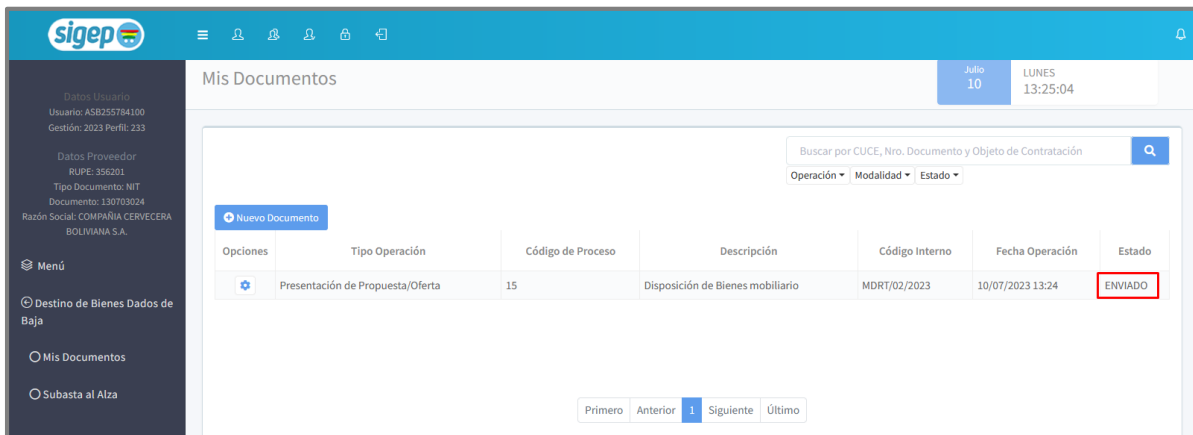 sigep
Mis Documentos
Julio
10
LUNES
13:25:04
Datos Usuario
Usuario: ASB255784100
Gestión: 2023 Perfil: 233
Datos Proveedor
RUPE: 356201
Tipo Documento: NIT
Documento: 130703024
Razón Social: COMPAÑIA CERVECERA
BOLIVIANA S.A.
Menú
Destino de Bienes Dados de
Baja
Mis Documentos
Subasta al Alza
Buscar por CUCE, Nro. Documento y Objeto de Contratación
Operación Modalidad Estado
Nuevo Documento
Opciones Tipo Operación Código de Proceso Descripción Código Interno Fecha Operación Estado
Presentación de Propuesta/Oferta 15 Disposición de Bienes mobiliario MDRT/02/2023 10/07/2023 13:24 ENVIADO
Primero Anterior 1 Siguiente Último